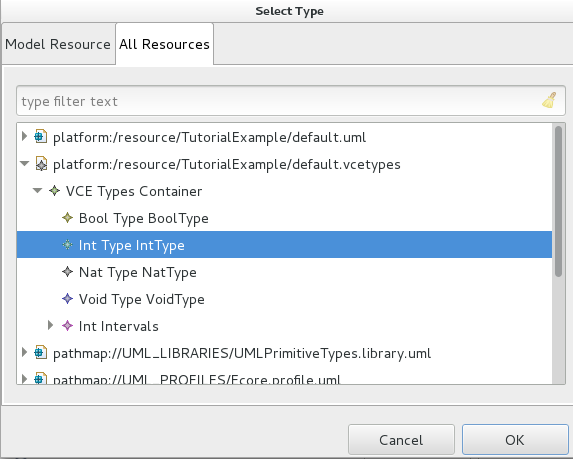 Select Type
Model Resource All Resources
type filter text
platform:/resource/TutorialExample/default.uml
platform:/resource/TutorialExample/default.vcetypes
VCE Types Container
Bool Type BoolType
Int Type IntType
Nat Type NatType
Void Type VoidType
Int Intervals
pathmap://UML_LIBRARIES/UMLPrimitiveTypes.library.uml
pathmap://UML_PROFILES/Ecore.profile.uml
Cancel OK